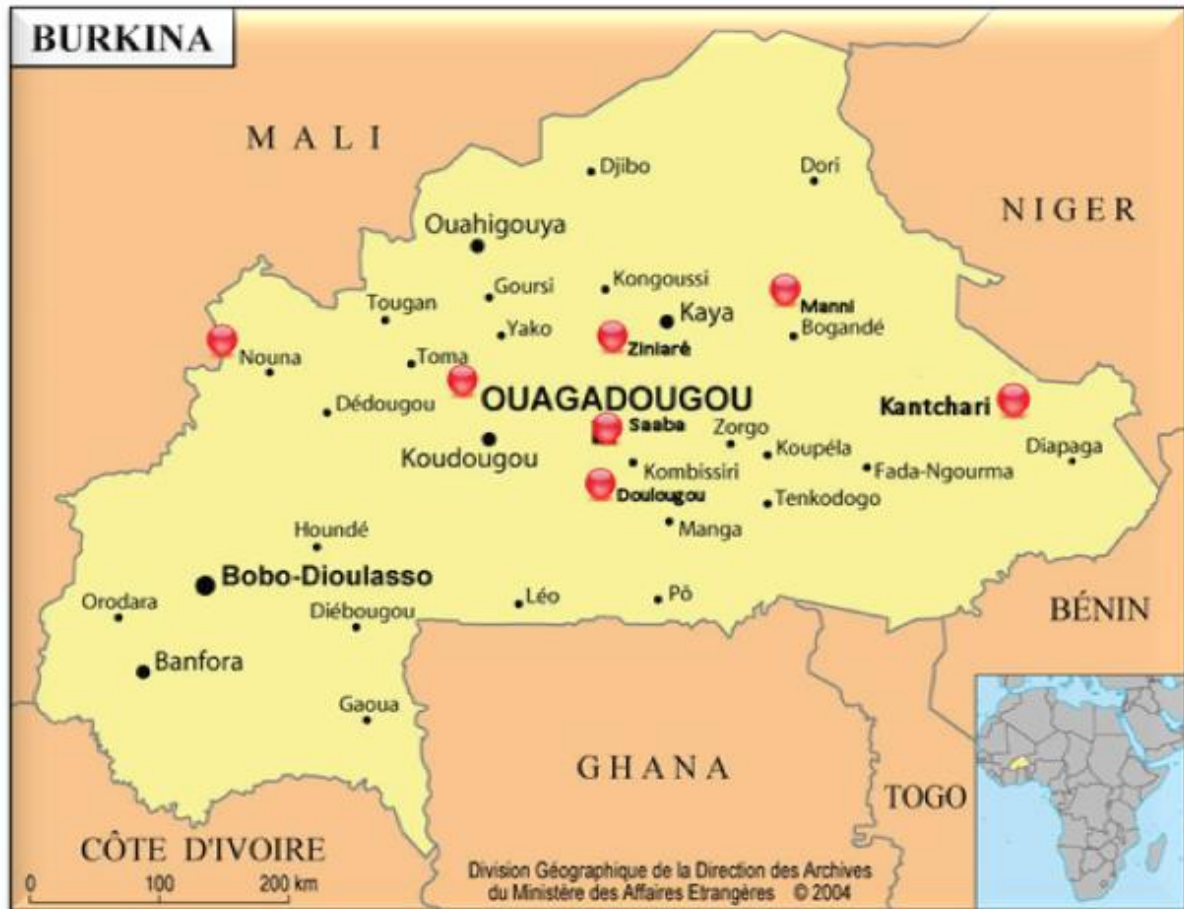 BURKINA
MALI
Djibo
Dori
NIGER
Ouahigouya
Goursi
Kongoussi
Manni
Tougan
Kaya
Bogandé
Yako
Ziniaré
Nouna
Toma
OUAGADOUGOU
Kantchari
Dédougou
Saaba
Zorgo
Koudougou
Koupéla
Diapaga
Kombissiri
Fada-Ngourma
Doulougou
Tenkodogo
Manga
Houndé
Bobo-Dioulasso
Orodara
Diébougou
Léo
Pô
BÉNIN
Banfora
Gaoua
GHANA
TOGO
CÔTE D'IVOIRE
0 100 200 km
Division Géographique de la Direction des Archives
du Ministère des Affaires Etrangères © 2004